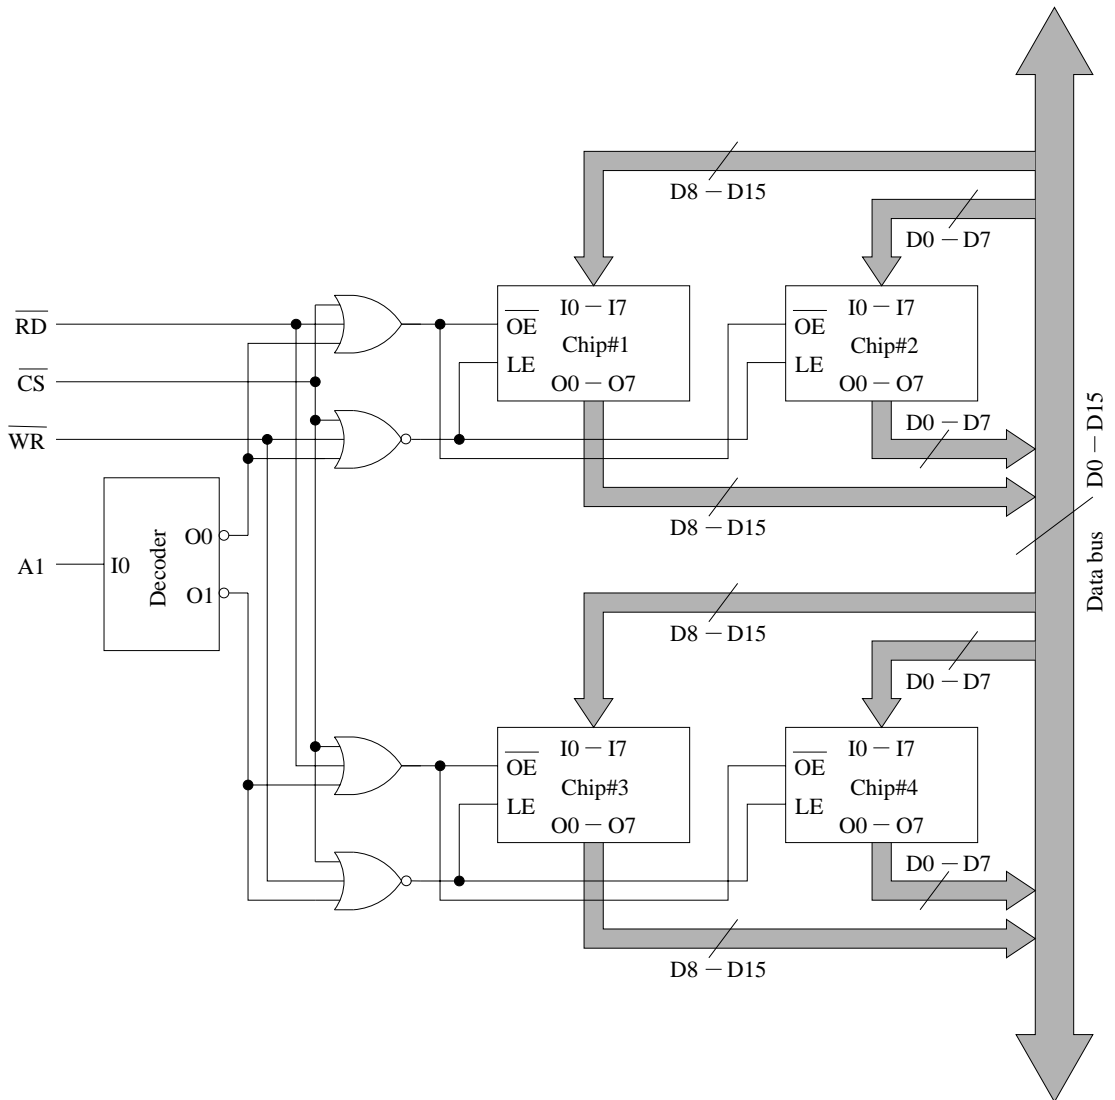 D8 — D15
D0 — D7
RD
CS
WR
I0 — I7
OE
Chip#1
LE
O0 — O7
I0 — I7
OE
Chip#2
LE
O0 — O7
D0 — D7
D8 — D15
A1
I0
Decoder
O0
O1
Data bus D0 — D15
D8 — D15
D0 — D7
I0 — I7
OE
Chip#3
LE
O0 — O7
I0 — I7
OE
Chip#4
LE
O0 — O7
D0 — D7
D8 — D15